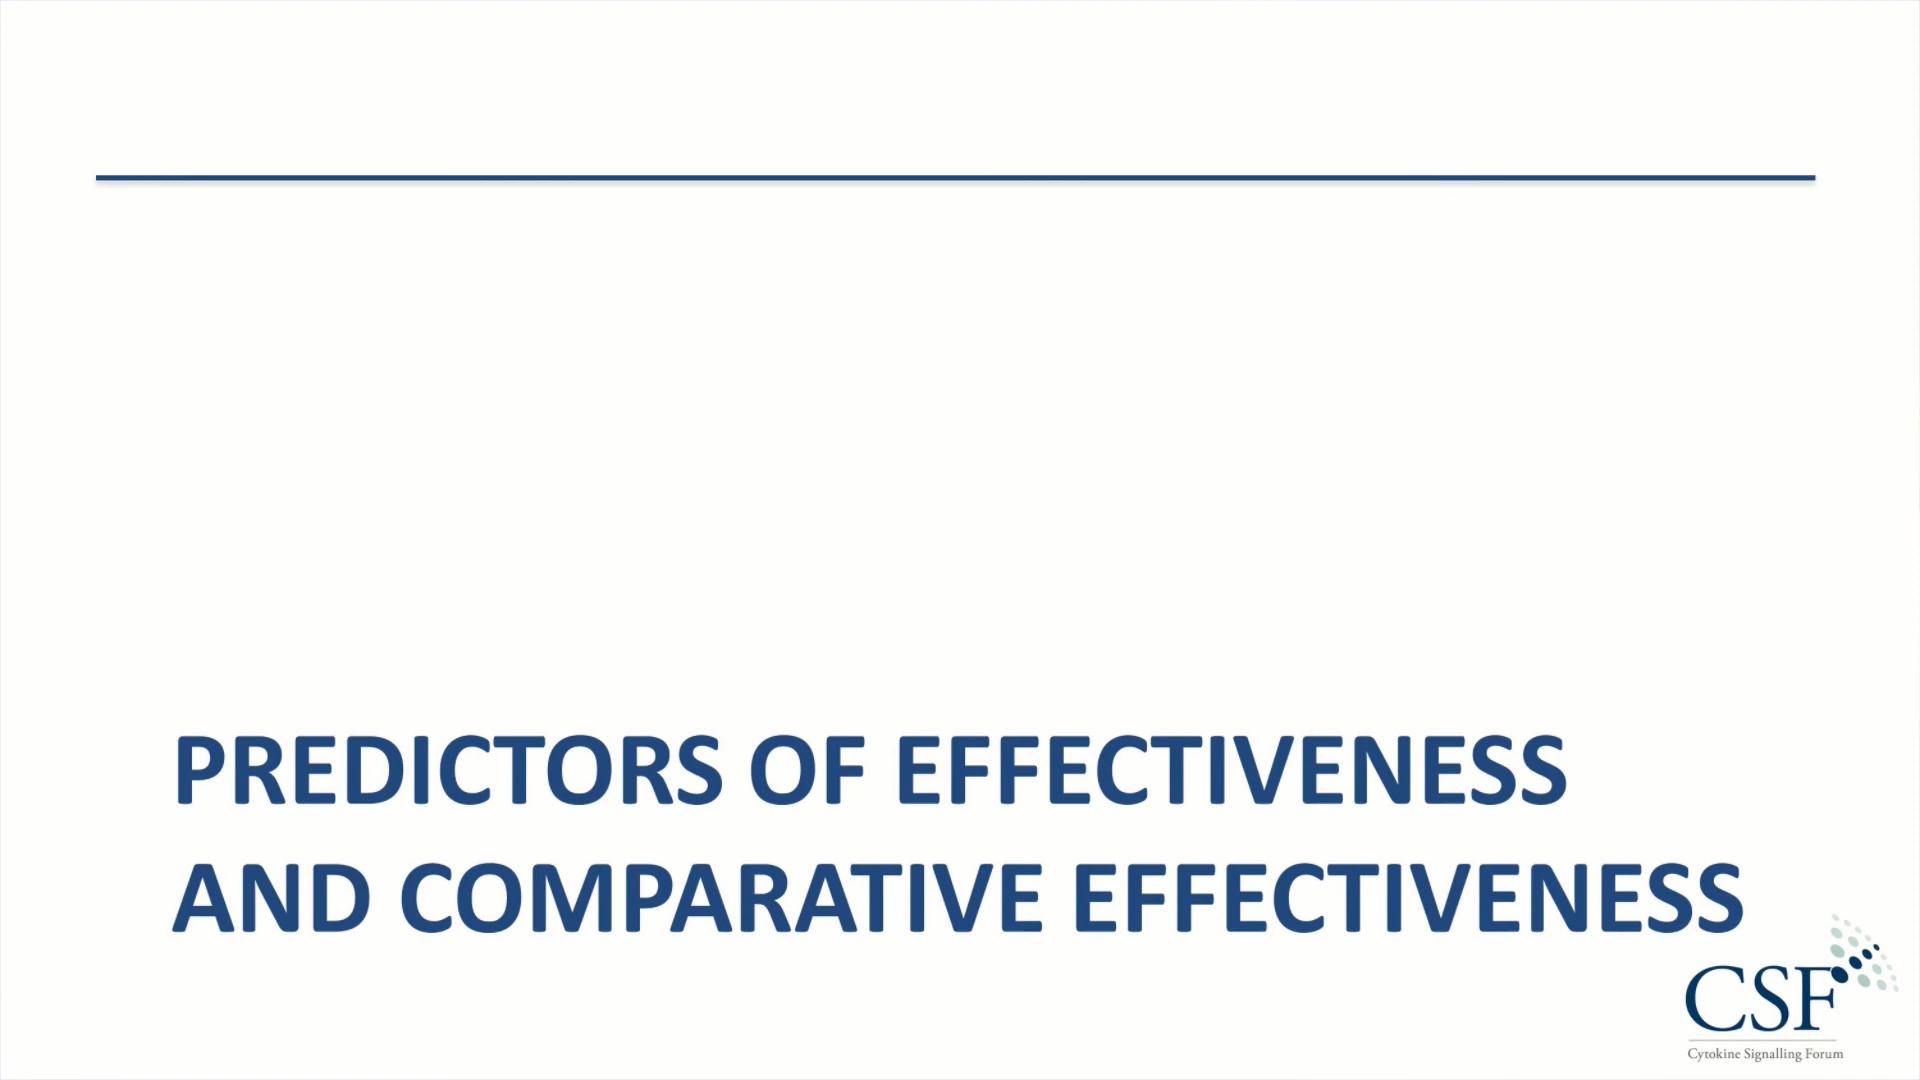 PREDICTORS OF EFFECTIVENESS
AND COMPARATIVE EFFECTIVENESS
CSF
Cytokine Signalling Forum